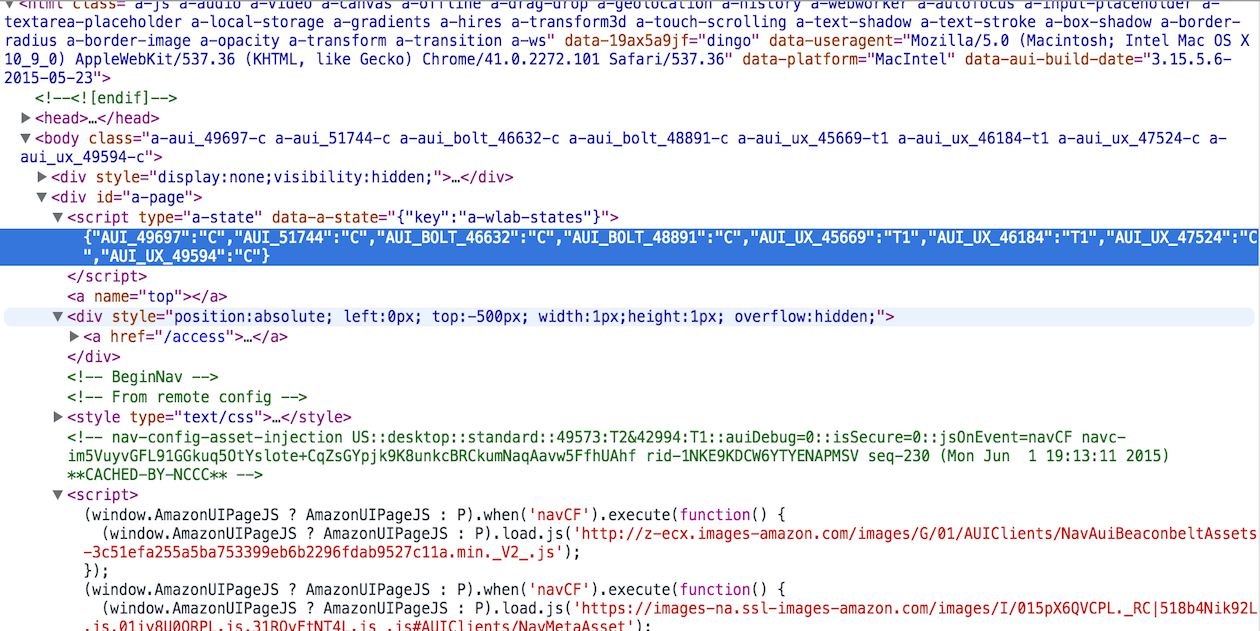 <html class=" a-js a-audio a-video a-canvas a-offline a-drag-drop a-geolocation a-history a-webworker a-autofocus a-input-placeholder a-
textarea-placeholder a-local-storage a-gradients a-hires a-transform3d a-touch-scrolling a-text-shadow a-text-stroke a-box-shadow a-border-
radius a-border-image a-opacity a-transform a-transition a-ws" data-19ax5a9jf="dingo" data-useragent="Mozilla/5.0 (Macintosh; Intel Mac OS X
10_9_0) AppleWebKit/537.36 (KHTML, like Gecko) Chrome/41.0.2272.101 Safari/537.36" data-platform="MacIntel" data-aui-build-date="3.15.5.6-
2015-05-23">
<!--<![endif]-->
▶<head>…</head>
▼<body class="a-aui_49697-c a-aui_51744-c a-aui_bolt_46632-c a-aui_bolt_48891-c a-aui_ux_45669-t1 a-aui_ux_46184-t1 a-aui_ux_47524-c a-
aui_ux_49594-c">
▶<div style="display:none;visibility:hidden;">…</div>
▼<div id="a-page">
▼<script type="a-state" data-a-state="{"key":"a-wlab-states"}">
{"AUI_49697":"C","AUI_51744":"C","AUI_BOLT_46632":"C","AUI_BOLT_48891":"C","AUI_UX_45669":"T1","AUI_UX_46184":"T1","AUI_UX_47524":"C
","AUI_UX_49594":"C"}
</script>
<a name="top"></a>
▼<div style="position:absolute; left:0px; top:-500px; width:1px;height:1px; overflow:hidden;">
▶<a href="/access">…</a>
</div>
<!-- BeginNav -->
<!-- From remote config -->
▶<style type="text/css">…</style>
<!-- nav-config-asset-injection US::desktop::standard::49573:T2&42994:T1::auiDebug=0::isSecure=0::jsOnEvent=navCF navc-
im5VuyvGFL91GGkuq5OtYslote+CqZsGYpjk9K8unkcBRCkumNaqAavw5FfhUAhf rid-1NKE9KDCW6YTYENAPMSV seq-230 (Mon Jun  1 19:13:11 2015)
**CACHED-BY-NCCC** -->
▼<script>
(window.AmazonUIPageJS ? AmazonUIPageJS : P).when('navCF').execute(function() {
(window.AmazonUIPageJS ? AmazonUIPageJS : P).load.js('http://z-ecx.images-amazon.com/images/G/01/AUIClients/NavAuiBeaconbeltAssets
-3c51efa255a5ba753399eb6b2296fdab9527c11a.min._V2_.js');
});
(window.AmazonUIPageJS ? AmazonUIPageJS : P).when('navCF').execute(function() {
(window.AmazonUIPageJS ? AmazonUIPageJS : P).load.js('https://images-na.ssl-images-amazon.com/images/I/015pX6QVCPL._RC|518b4Nik92L